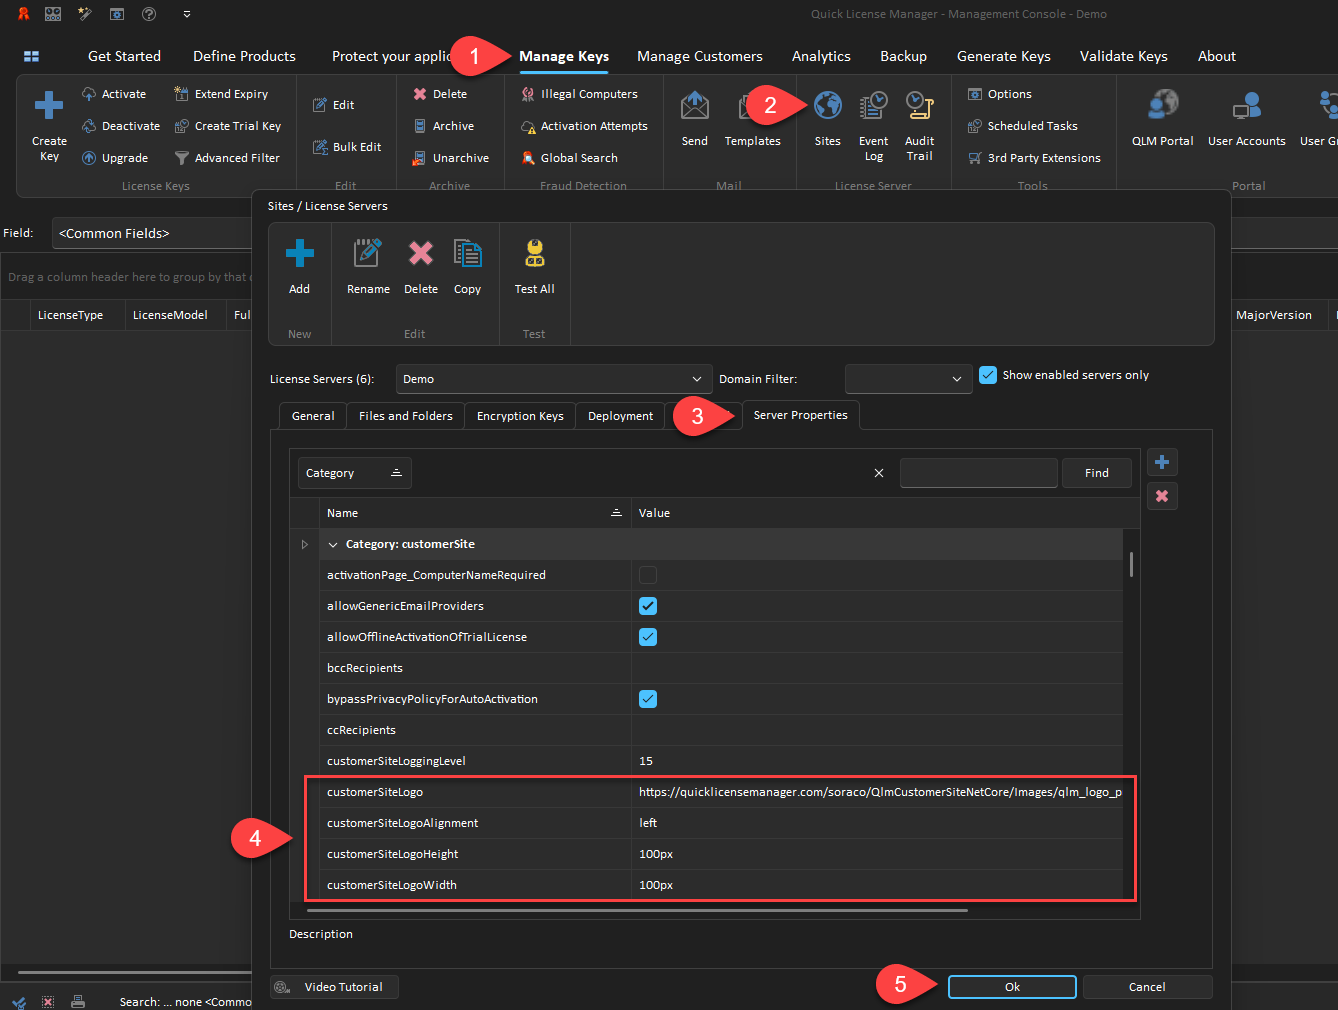 Quick License Manager - Management Console - Demo
Get Started
Define Products
Protect your applic
1
Manage Keys
Manage Customers
Analytics
Backup
Generate Keys
Validate Keys
About
Create Key
Activate
Deactivate
Upgrade
Extend Expiry
Create Trial Key
Advanced Filter
License Keys
Edit
Bulk Edit
Edit
Delete
Archive
Unarchive
Archive
Illegal Computers
Activation Attempts
Global Search
Fraud Detection
Send
Templates
Mail
2
Sites
Event Log
Audit Trail
License Server
Options
Scheduled Tasks
3rd Party Extensions
Tools
QLM Portal
User Accounts
User Gr
Portal
Field:
<Common Fields>
Drag a column header here to group by that c
LicenseType
LicenseModel
Ful
MajorVersion
Sites / License Servers
Add
New
Rename
Delete
Copy
Edit
Test All
Test
License Servers (6):
Demo
Domain Filter:
Show enabled servers only
General
Files and Folders
Encryption Keys
Deployment
3
Server Properties
Category
Find
Name
Value
Category: customerSite
activationPage_ComputerNameRequired
allowGenericEmailProviders
allowOfflineActivationOfTrialLicense
bccRecipients
bypassPrivacyPolicyForAutoActivation
ccRecipients
customerSiteLoggingLevel 15
customerSiteLogo https://quicklicensemanager.com/soraco/QlmCustomerSiteNetCore/Images/qlm_logo_p
customerSiteLogoAlignment left
4
customerSiteLogoHeight 100px
customerSiteLogoWidth 100px
Description
Video Tutorial
5
Ok
Cancel
Search: ... none <Commo